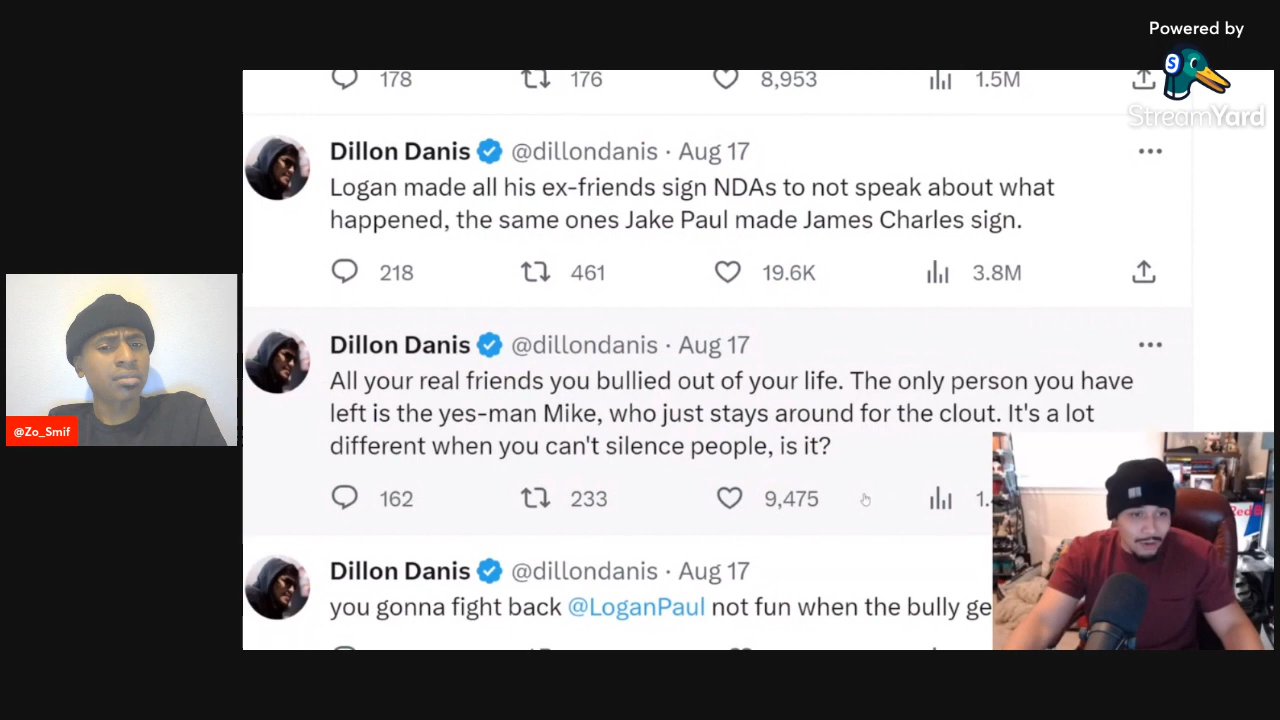 Powered by
StreamYard
178 176 8,953 1.5M
Dillon Danis @dillondanis · Aug 17
Logan made all his ex-friends sign NDAs to not speak about what
happened, the same ones Jake Paul made James Charles sign.
218 461 19.6K 3.8M
Dillon Danis @dillondanis · Aug 17
All your real friends you bullied out of your life. The only person you have
left is the yes-man Mike, who just stays around for the clout. It's a lot
different when you can't silence people, is it?
162 233 9,475 1.
Dillon Danis @dillondanis · Aug 17
you gonna fight back @LoganPaul not fun when the bully ge
@Zo_Smif